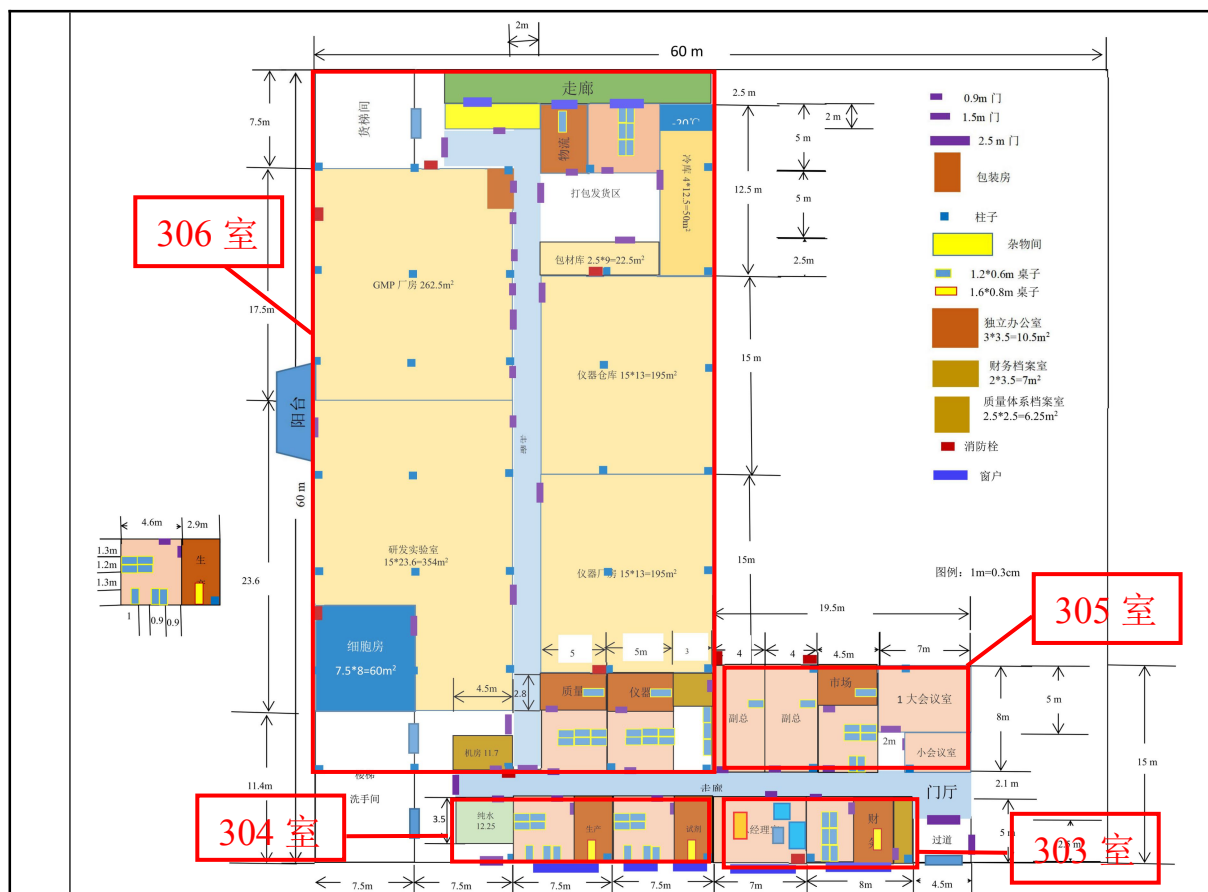 2m
60 m
走廊
2.5 m
7.5m
货梯间
物流
-20℃
2 m
5 m
0.9m 门
1.5m 门
2.5 m 门
包装房
冷库 4*12.5=50m²
打包发货区
12.5 m
5 m
306 室
包材库 2.5*9=22.5m²
2.5m
柱子
杂物间
1.2*0.6m 桌子
1.6*0.8m 桌子
GMP 厂房 262.5m²
17.5m
独立办公室
3*3.5=10.5m²
15 m
仪器仓库 15*13=195m²
财务档案室
2*3.5=7m²
阳台
质量体系档案室
2.5*2.5=6.25m²
走廊
消防栓
窗户
60 m
4.6m
2.9m
1.3m
1.2m
1.3m
生
1
0.9
0.9
研发实验室
15*23.6=354m²
23.6
15m
仪器厂房 15*13=195m²
图例：1m=0.3cm
305 室
19.5m
细胞房
7.5*8=60m²
5
5m
3
4
4
4.5m
7m
4.5m
2.8
质量
仪器
市场
副总
副总
1 大会议室
5 m
8m
2m
小会议室
机房 11.7
15 m
11.4m
楼梯
洗手间
走廊
门厅
2.1 m
304 室
3.5
纯水
12.25
生产
试剂
总经理室
财
过道
5 m
2.5 m
303 室
7.5m
7.5m
7.5m
7.5m
7m
8m
4.5m